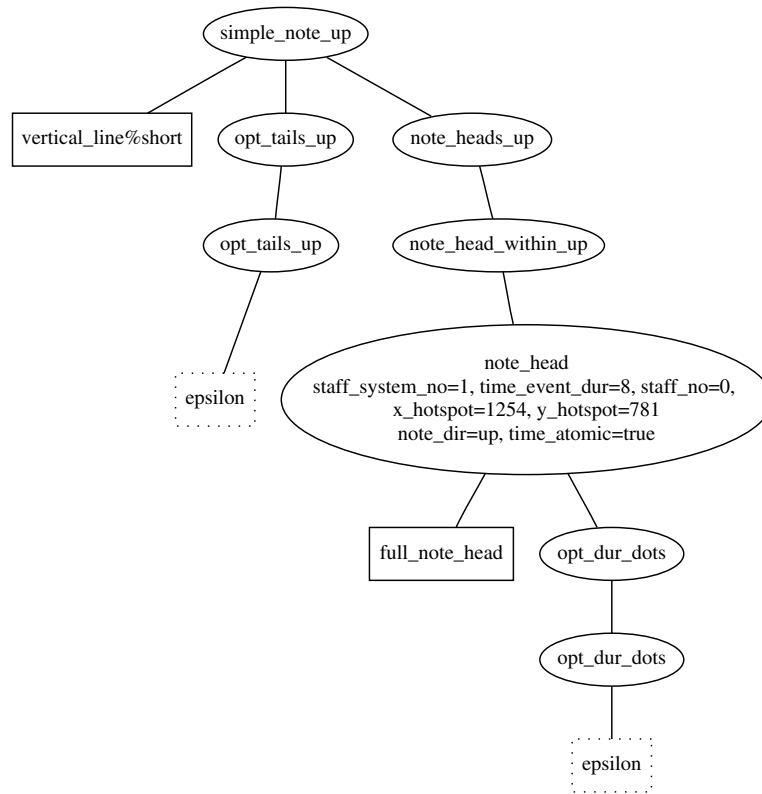 simple_note_up
vertical_line%short
opt_tails_up
note_heads_up
opt_tails_up
note_head_within_up
epsilon
note_head
staff_system_no=1, time_event_dur=8, staff_no=0,
x_hotspot=1254, y_hotspot=781
note_dir=up, time_atomic=true
full_note_head
opt_dur_dots
opt_dur_dots
epsilon